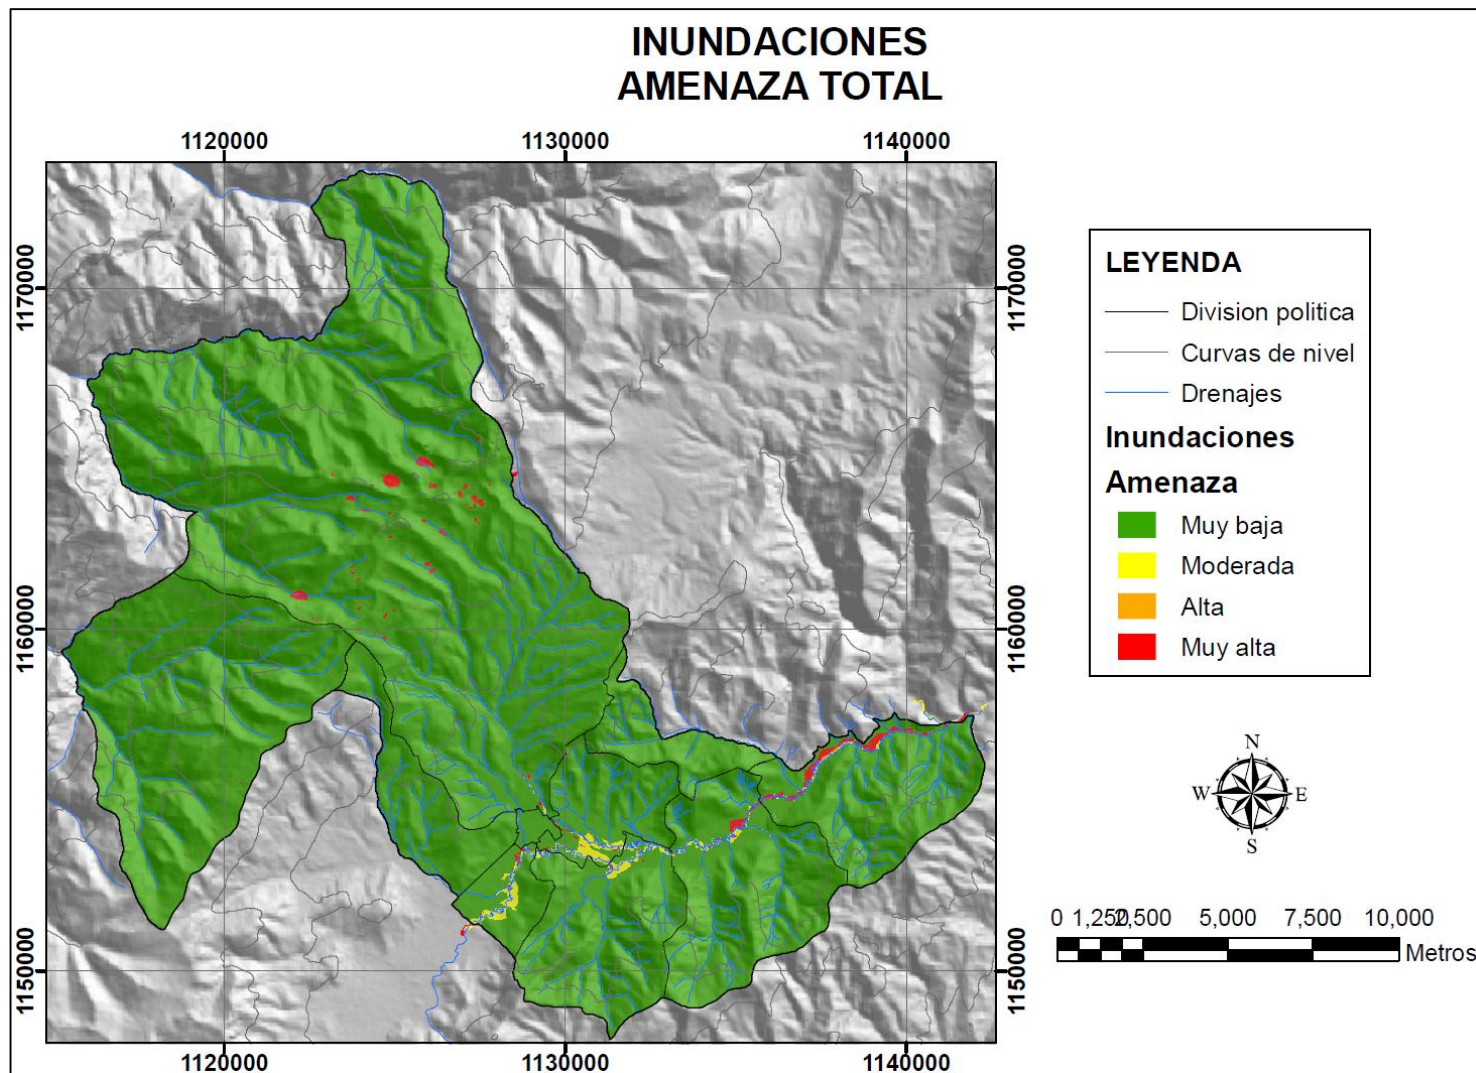 INUNDACIONES
AMENAZA TOTAL
1120000
1130000
1140000
1170000
1160000
1150000
1170000
1160000
1150000
1120000
1130000
1140000
LEYENDA
Division politica
Curvas de nivel
Drenajes
Inundaciones
Amenaza
Muy baja
Moderada
Alta
Muy alta
N
W E
S
0 1,250 2,500 5,000 7,500 10,000
Metros